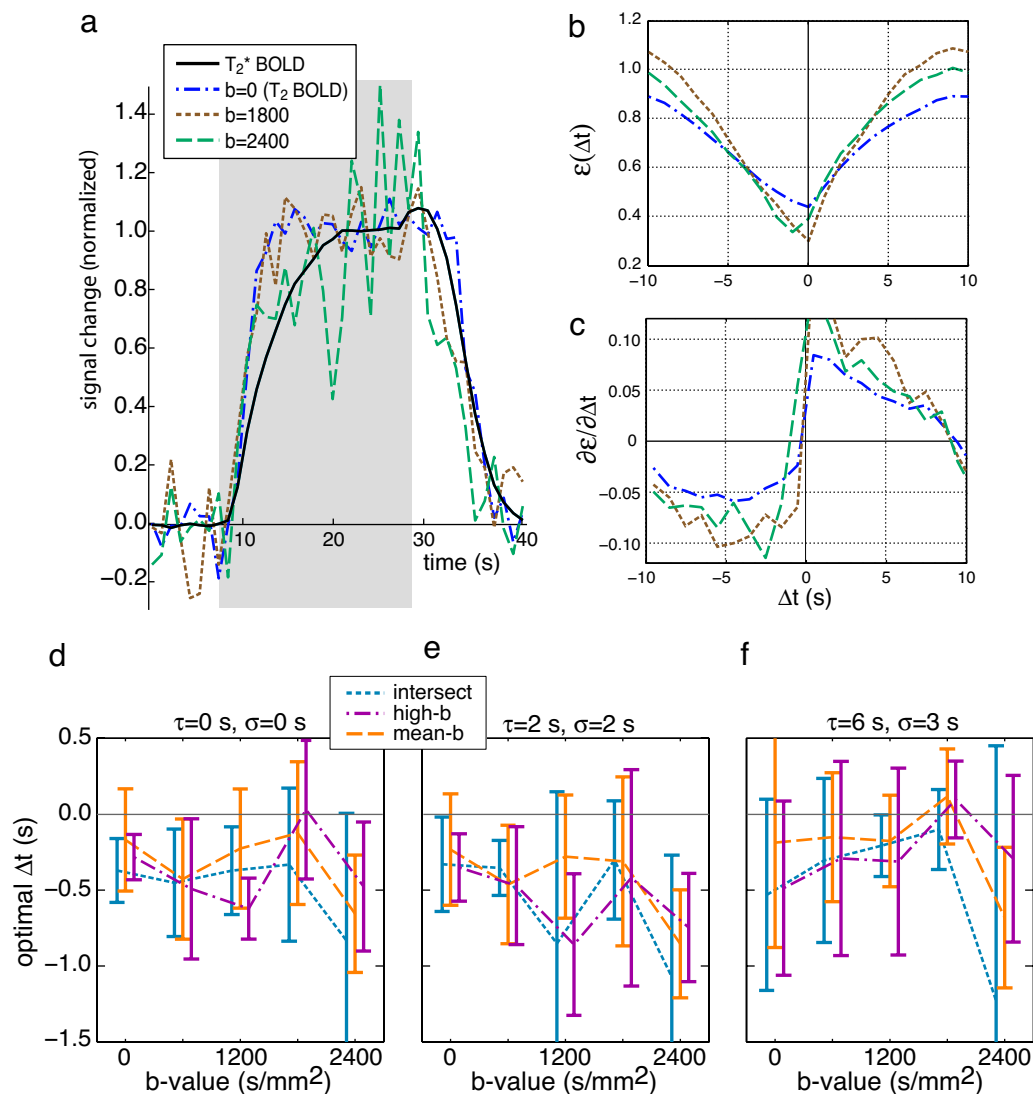 a
T2* BOLD
b=0 (T2 BOLD)
b=1800
b=2400
signal change (normalized)
1.4
1.2
1.0
0.8
0.6
0.4
0.2
0.0
−0.2
10
20
30
40
time (s)
b
ε(Δt)
1.2
1.0
0.8
0.6
0.4
0.2
−10
−5
0
5
10
c
∂ε/∂Δt
0.10
0.05
0
−0.05
−0.10
−10
−5
0
5
10
Δt (s)
d
e
f
intersect
high-b
mean-b
τ=0 s, σ=0 s
τ=2 s, σ=2 s
τ=6 s, σ=3 s
optimal Δt (s)
0.5
0.0
−0.5
−1.0
−1.5
0
1200
2400
0
1200
2400
0
1200
2400
b-value (s/mm2)
b-value (s/mm2)
b-value (s/mm2)